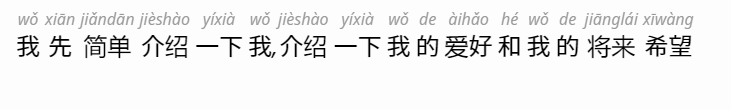 wǒ xiān jiǎndān jièshào yíxià wǒ jièshào yíxià wǒ de àihǎo hé wǒ de jiānglái xīwàng
我 先 简单 介绍 一下 我, 介绍 一下 我 的 爱好 和 我 的 将来 希望